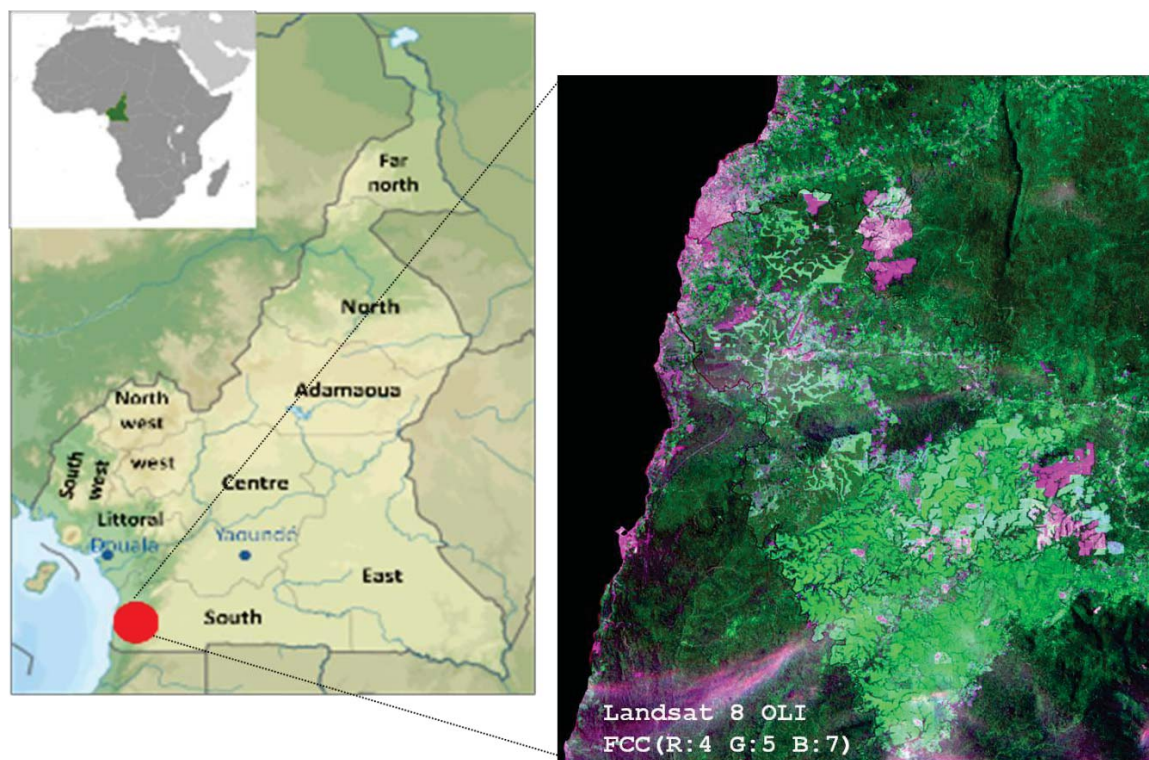 Far
north
North
Adamaoua
North
west
west
South
west
Littoral
Centre
Douala
Yaoundé
East
South
Landsat 8 OLI
FCC(R:4 G:5 B:7)